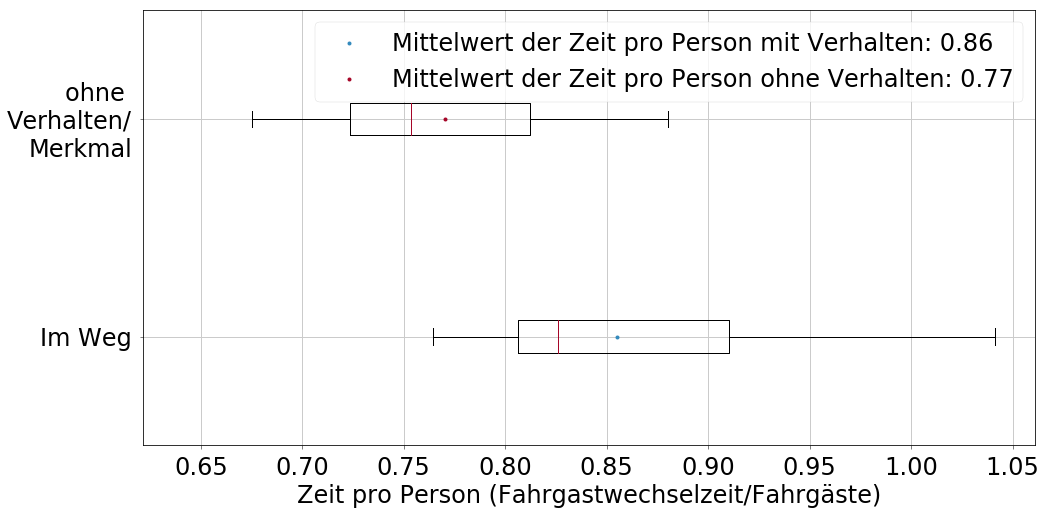 Mittelwert der Zeit pro Person mit Verhalten: 0.86
Mittelwert der Zeit pro Person ohne Verhalten: 0.77
ohne
Verhalten/
Merkmal
Im Weg
0.65 0.70 0.75 0.80 0.85 0.90 0.95 1.00 1.05
Zeit pro Person (Fahrgastwechselzeit/Fahrgäste)